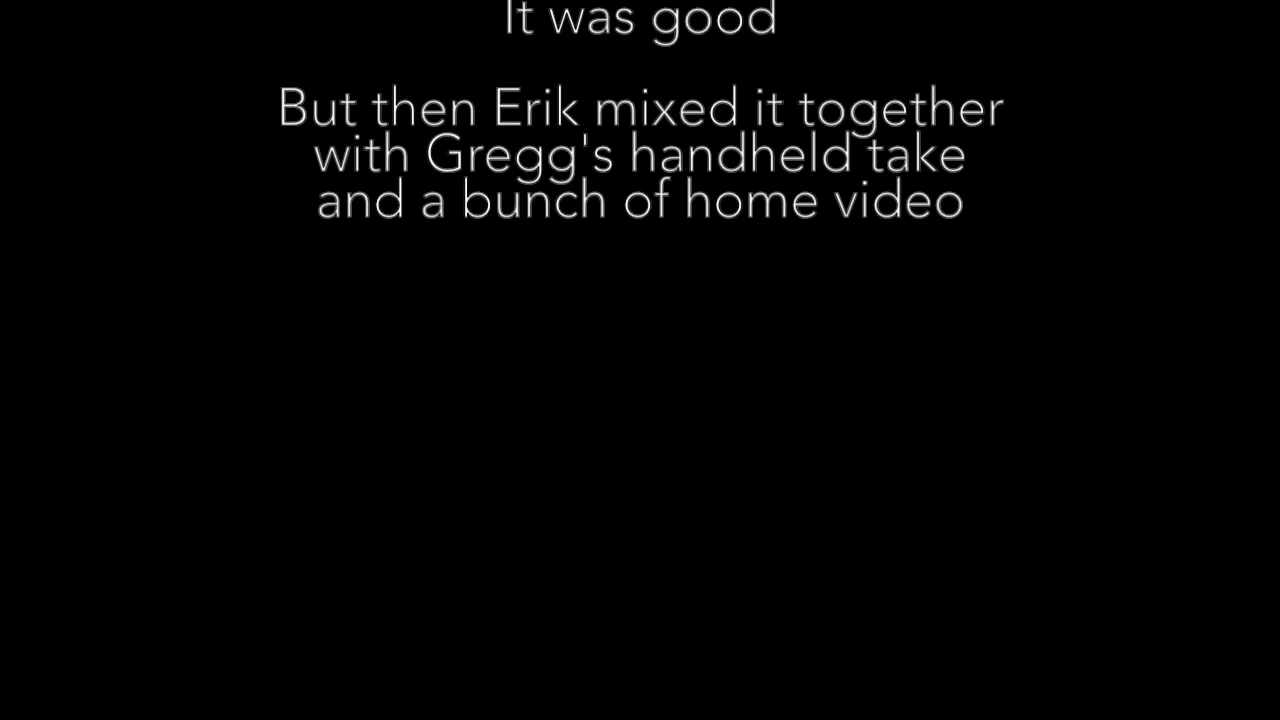 It was good
But then Erik mixed it together
with Gregg's handheld take
and a bunch of home video